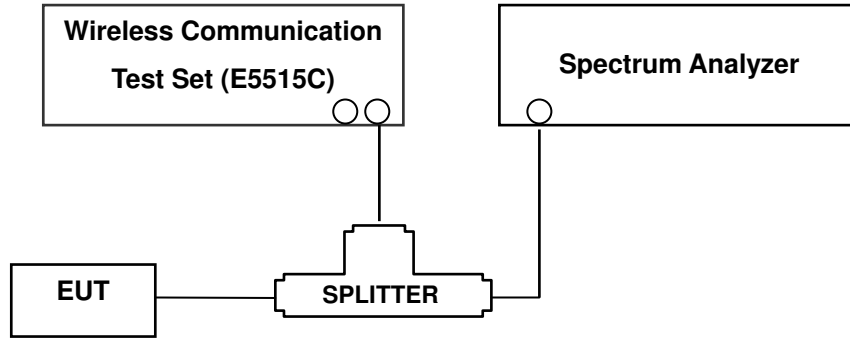 Wireless Communication
Test Set (E5515C)
Spectrum Analyzer
EUT
SPLITTER